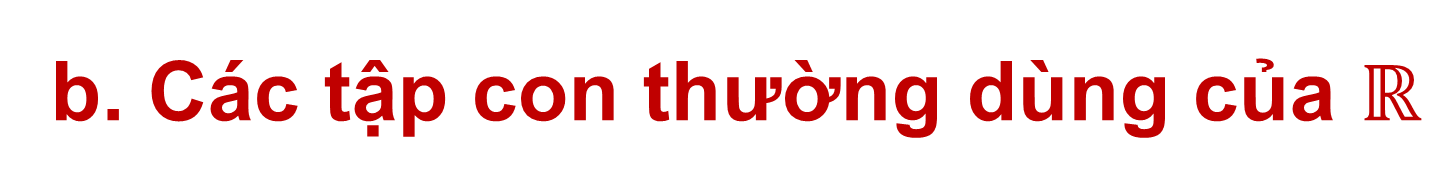 b. Các tập con thường dùng của ℝ